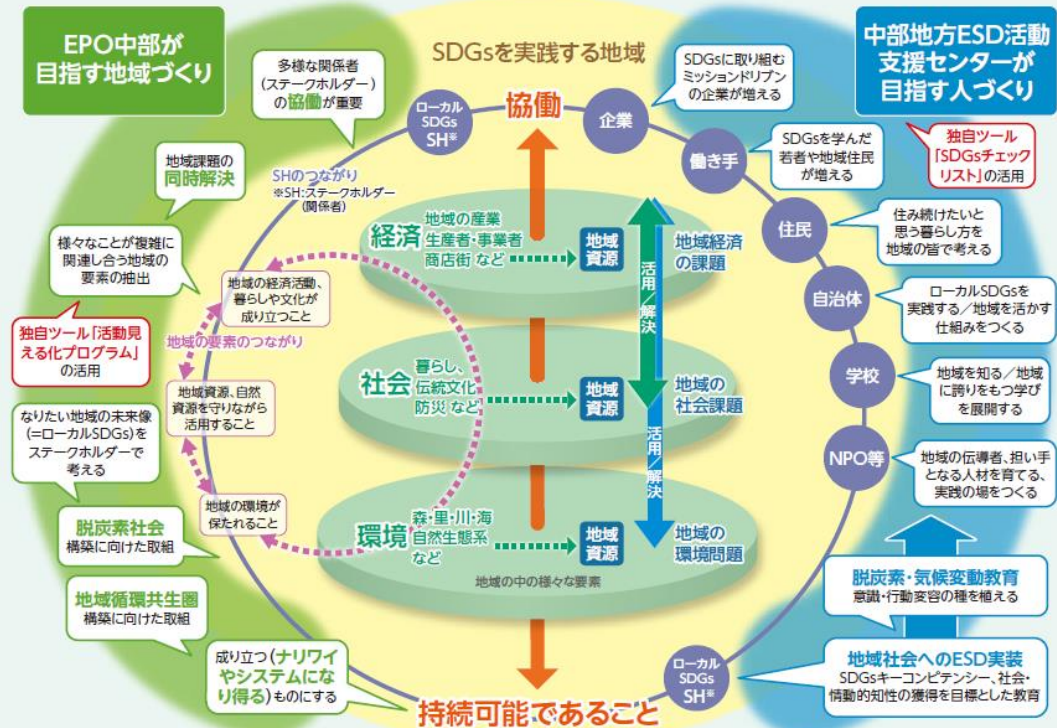 EPO中部が
目指す地域づくり
SDGsを実践する地域
中部地方ESD活動
支援センターが
目指す人づくり
多様な関係者
(ステークホルダー)
の協働が重要
ローカル
SDGs
SH※
協働
企業
SDGsに取り組む
ミッションドリブン
の企業が増える
働き手
SDGsを学んだ
若者や地域住民
が増える
独自ツール
「SDGsチェック
リスト」の活用
地域課題の
同時解決
SHのつながり
※SH:ステークホルダー
(関係者)
住民
住み続けたいと
思う暮らし方を
地域の皆で考える
様々なことが複雑に
関連し合う地域の
要素の抽出
経済
地域の産業
生産者・事業者
商店街 など
地域
資源
地域経済
の課題
活用/解決
自治体
ローカルSDGsを
実践する/地域を活かす
仕組みをつくる
地域の経済活動、
暮らしや文化が
成り立つこと
独自ツール「活動見
える化プログラム」
の活用
地域の要素のつながり
社会
暮らし、
伝統文化
防災 など
地域
資源
地域の
社会課題
活用/解決
学校
地域を知る/地域
に誇りをもつ学び
を展開する
地域資源、自然
資源を守りながら
活用すること
なりたい地域の未来像
(=ローカルSDGs)を
ステークホルダーで
考える
NPO等
地域の伝導者、担い手
となる人材を育てる、
実践の場をつくる
地域の環境が
保たれること
環境
森・里・川・海
自然生態系
など
地域
資源
地域の
環境問題
地域の中の様々な要素
脱炭素社会
構築に向けた取組
脱炭素・気候変動教育
意識・行動変容の種を植える
地域循環共生圏
構築に向けた取組
成り立つ(ナリワイ
やシステムにな
り得る)ものにする
ローカル
SDGs
SH※
地域社会へのESD実装
SDGsキーコンピテンシー、社会・
情動的知性の獲得を目標とした教育
持続可能であること